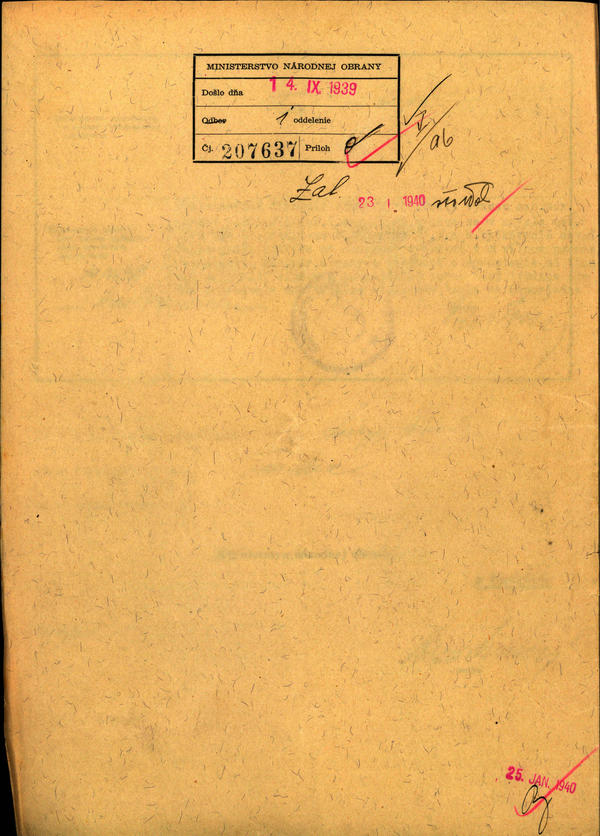 MINISTERSTVO NÁRODNEJ OBRANY
Došlo dňa 14. IX 1939
Odbor i oddelenie
Čj. 207637 Príloh
Zal.
23 I 1940
25. JAN. 1940